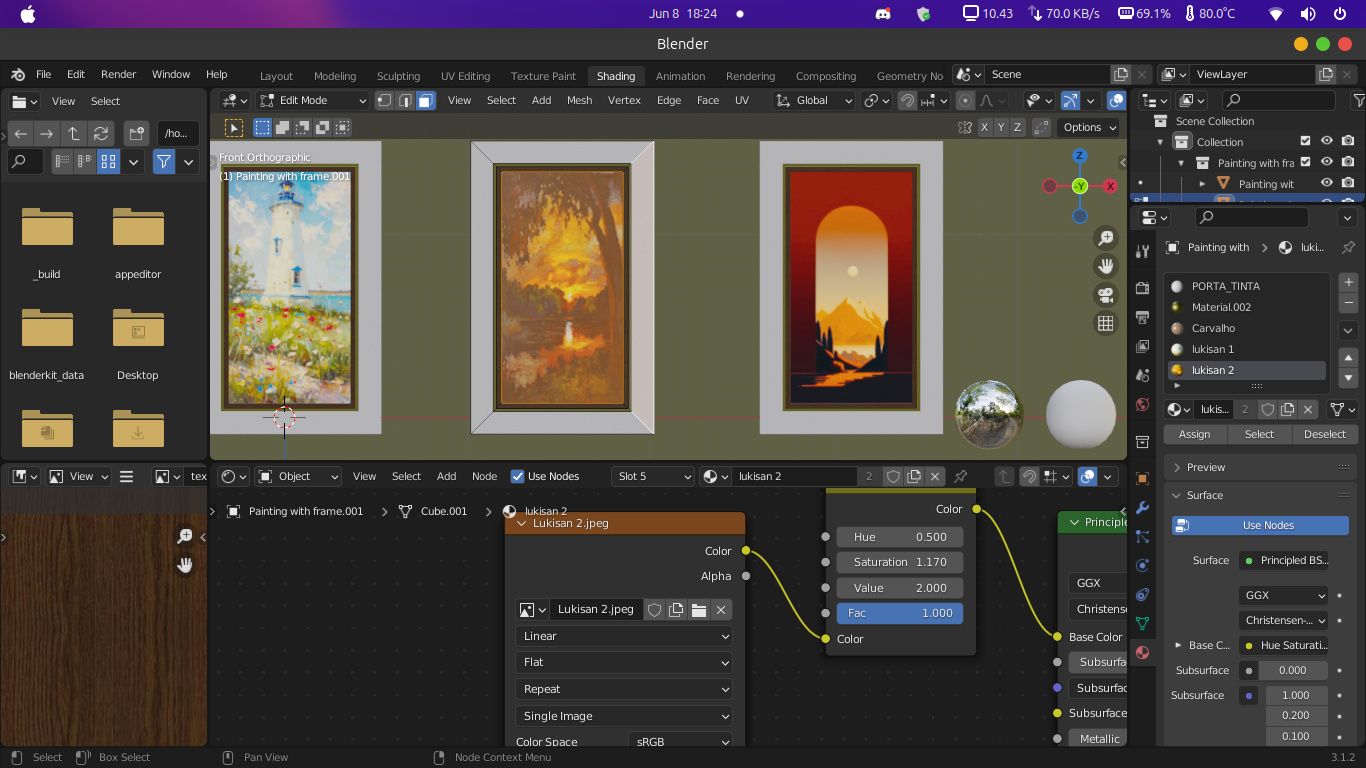 Jun 8 18:24
10.43
70.0 KB/s
69.1%
80.0°C
Blender
File Edit Render Window Help
Layout Modeling Sculpting UV Editing Texture Paint Shading Animation Rendering Compositing Geometry No
Scene
ViewLayer
View Select
Edit Mode
View Select Add Mesh Vertex Edge Face UV
Global
/ho...
X Y Z
Options
Scene Collection
Collection
Painting with fra
Painting wit
Front Orthographic
(1) Painting with frame.001
Z
-Y
X
_build
appeditor
blenderkit_data
Desktop
Painting with
luki...
PORTA_TINTA
Material.002
Carvalho
lukisan 1
lukisan 2
lukis...
2
Assign Select Deselect
Preview
Surface
Use Nodes
Surface
Principled BS...
GGX
Christensen-...
Base C...
Hue Saturati...
Subsurface
0.000
Subsurface
1.000
0.200
0.100
View
tex
Object
View Select Add Node
Use Nodes
Slot 5
lukisan 2
2
Painting with frame.001
Cube.001
lukisan 2
Lukisan 2.jpeg
Color
Alpha
Lukisan 2.jpeg
Linear
Flat
Repeat
Single Image
Color Space
sRGB
Color
Hue 0.500
Saturation 1.170
Value 2.000
Fac 1.000
Color
Principle
GGX
Christens
Base Color
Subsurfa
Subsurfac
Subsurface
Metallic
Select
Box Select
Pan View
Node Context Menu
3.1.2